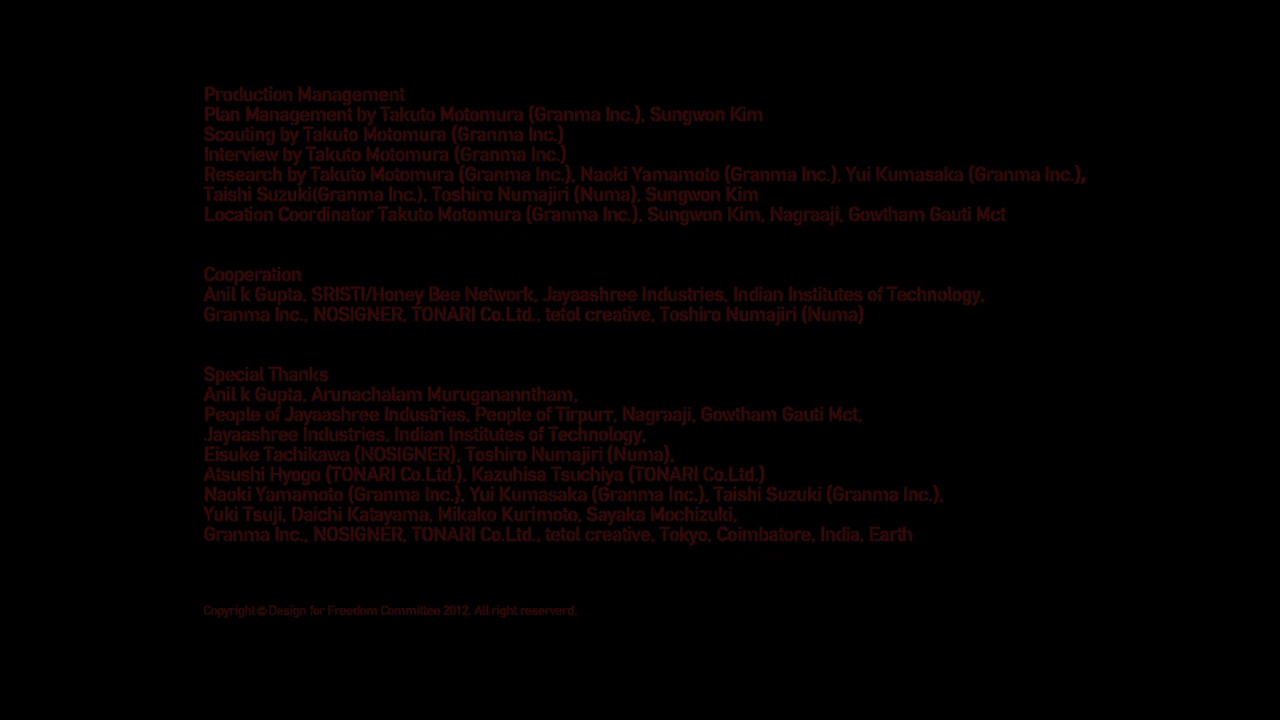 Production Management
Plan Management by Takuto Motomura (Granma Inc.), Sungwon Kim
Scouting by Takuto Motomura (Granma Inc.)
Interview by Takuto Motomura (Granma Inc.)
Research by Takuto Motomura (Granma Inc.), Naoki Yamamoto (Granma Inc.), Yui Kumasaka (Granma Inc.),
Taishi Suzuki(Granma Inc.), Toshiro Numajiri (Numa), Sungwon Kim
Location Coordinator Takuto Motomura (Granma Inc.), Sungwon Kim, Nagraaji, Gowtham Gauti Mct
Cooperation
Anil k Gupta, SRISTI/Honey Bee Network, Jayaashree Industries, Indian Institutes of Technology,
Granma Inc., NOSIGNER, TONARI Co.Ltd., tetol creative, Toshiro Numajiri (Numa)
Special Thanks
Anil k Gupta, Arunachalam Murugananntham,
People of Jayaashree Industries, People of Tirpurr, Nagraaji, Gowtham Gauti Mct,
Jayaashree Industries, Indian Institutes of Technology,
Eisuke Tachikawa (NOSIGNER), Toshiro Numajiri (Numa),
Atsushi Hyogo (TONARI Co.Ltd.), Kazuhisa Tsuchiya (TONARI Co.Ltd.)
Naoki Yamamoto (Granma Inc.), Yui Kumasaka (Granma Inc.), Taishi Suzuki (Granma Inc.),
Yuki Tsuji, Daichi Katayama, Mikako Kurimoto, Sayaka Mochizuki,
Granma Inc., NOSIGNER, TONARI Co.Ltd., tetol creative, Tokyo, Coimbatore, India, Earth
Copyright © Design for Freedom Committee 2012. All right reserverd.